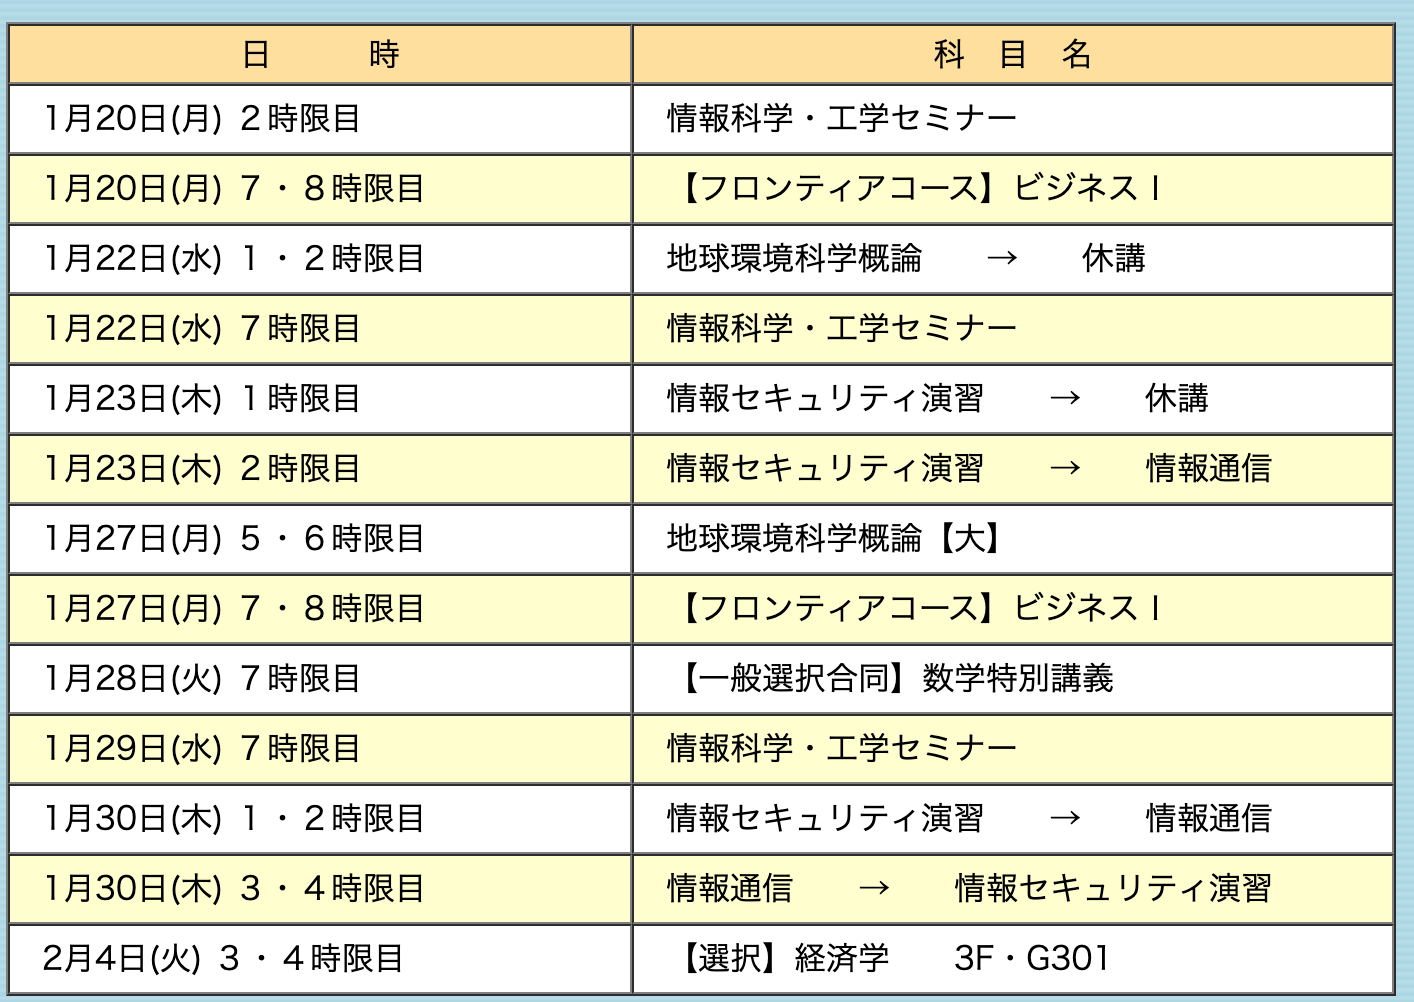 日　　　時　科　目　名
1月20日(月) ２時限目　情報科学・工学セミナー
1月20日(月) ７・８時限目　【フロンティアコース】ビジネスⅠ
1月22日(水) １・２時限目　地球環境科学概論　　→　　休講
1月22日(水) ７時限目　情報科学・工学セミナー
1月23日(木) １時限目　情報セキュリティ演習　　→　　休講
1月23日(木) ２時限目　情報セキュリティ演習　　→　　情報通信
1月27日(月) ５・６時限目　地球環境科学概論【大】
1月27日(月) ７・８時限目　【フロンティアコース】ビジネスⅠ
1月28日(火) ７時限目　【一般選択合同】数学特別講義
1月29日(水) ７時限目　情報科学・工学セミナー
1月30日(木) １・２時限目　情報セキュリティ演習　　→　　情報通信
1月30日(木) ３・４時限目　情報通信　　→　　情報セキュリティ演習
2月4日(火) ３・４時限目　【選択】経済学　　3F・G301